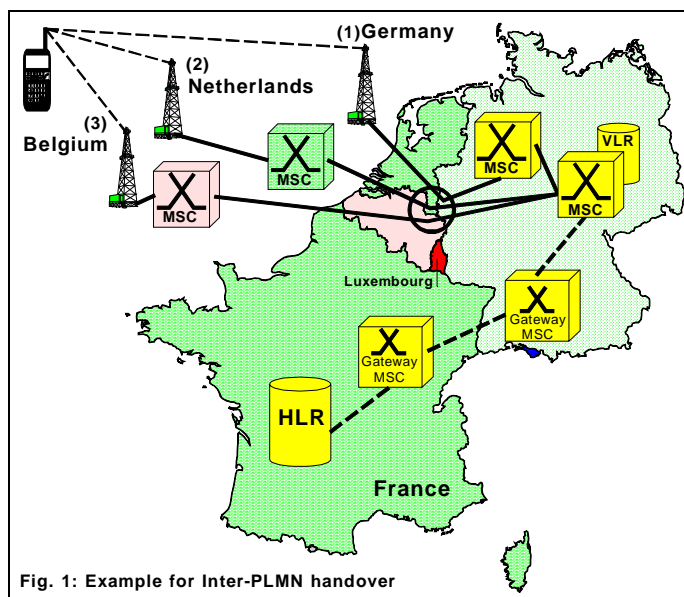 (1) Germany
(2)
Netherlands
(3)
Belgium
MSC
MSC
MSC
VLR
MSC
Luxembourg
Gateway
MSC
Gateway
MSC
HLR
France
Fig. 1: Example for Inter-PLMN handover